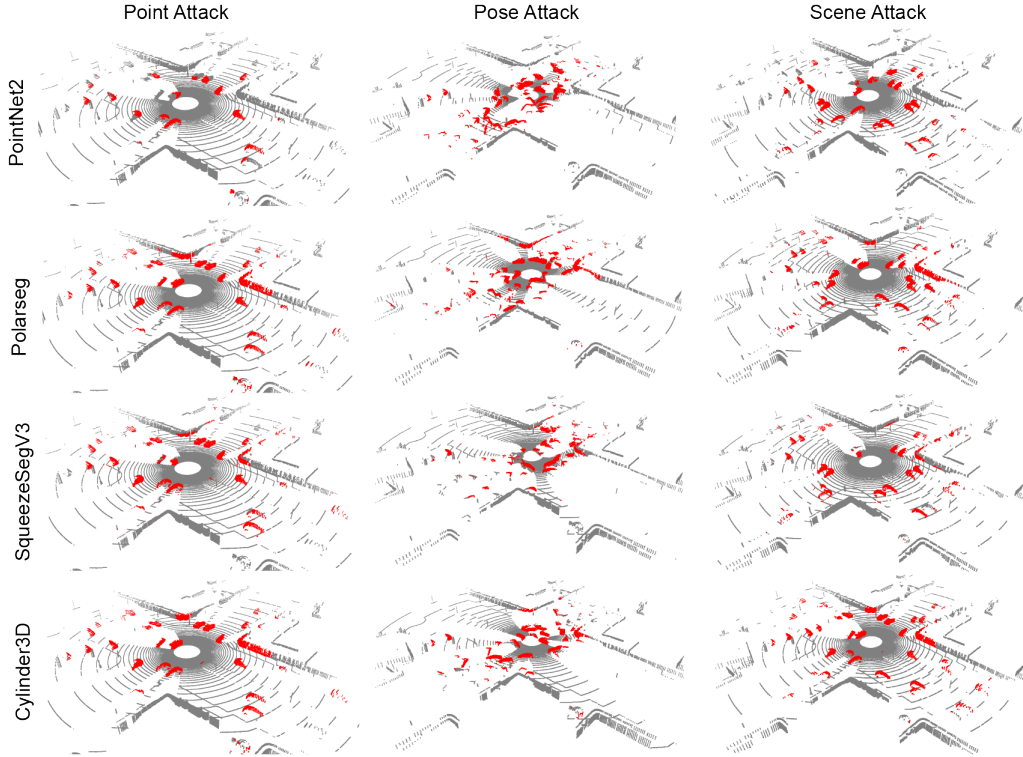 Point Attack
Pose Attack
Scene Attack
PointNet2
Polarseg
SqueezeSegV3
Cylinder3D